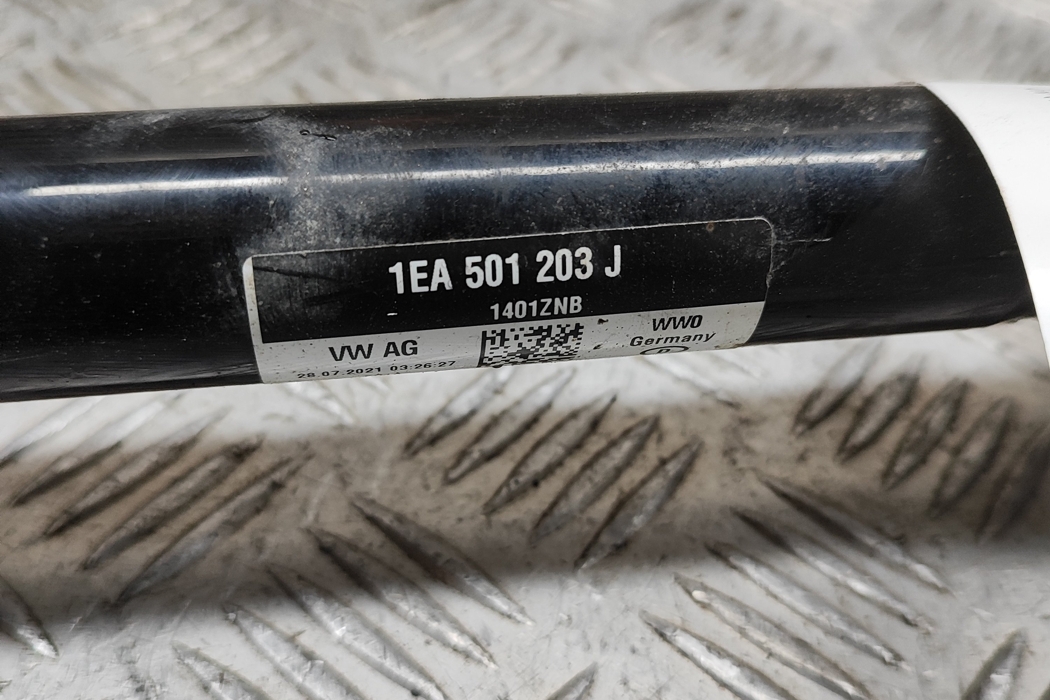 1EA 501 203 J
1401ZNB
VW AG
WW0
Germany
28.07.2021 03:26:27
D